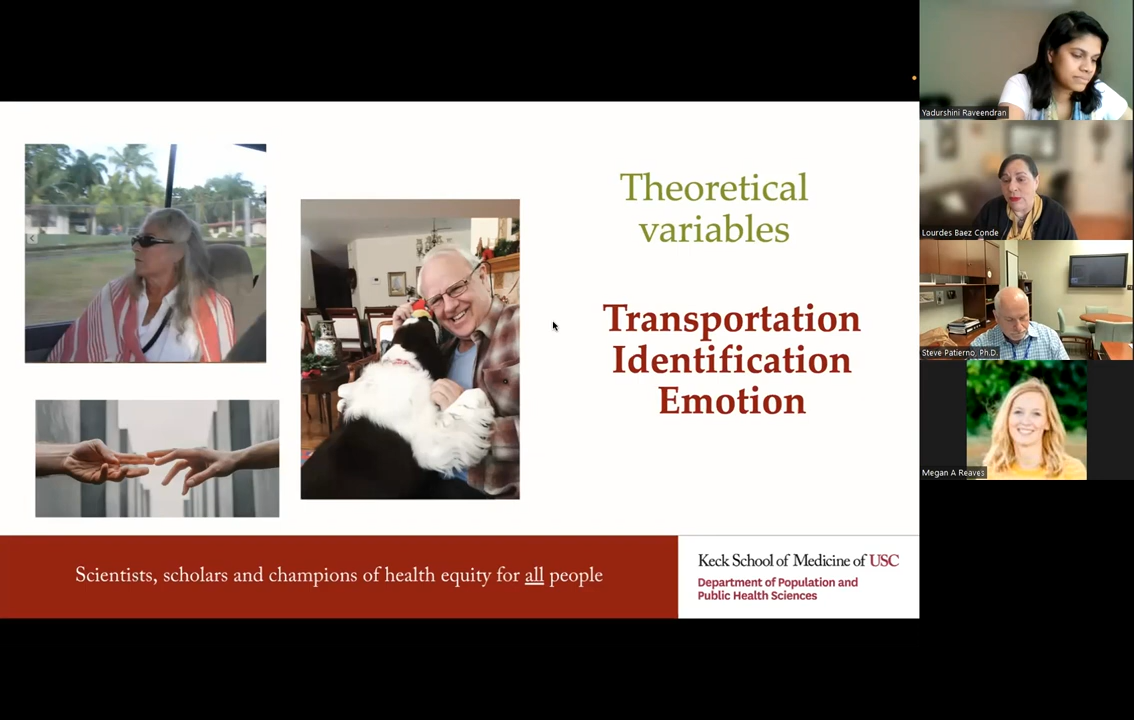 Theoretical
variables
Transportation
Identification
Emotion
Scientists, scholars and champions of health equity for all people
Keck School of Medicine of USC
Department of Population and
Public Health Sciences
Yadurshini Raveendran
Lourdes Baez Conde
Steve Patierno, Ph.D.
Megan A Reaves